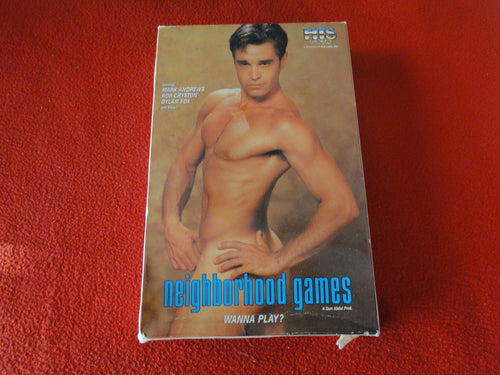 HIS
MARK ANDREWS
ROB CRYSTON
DYLAN FOX
neighborhood games
A Sam Abdul Prod.
WANNA PLAY?